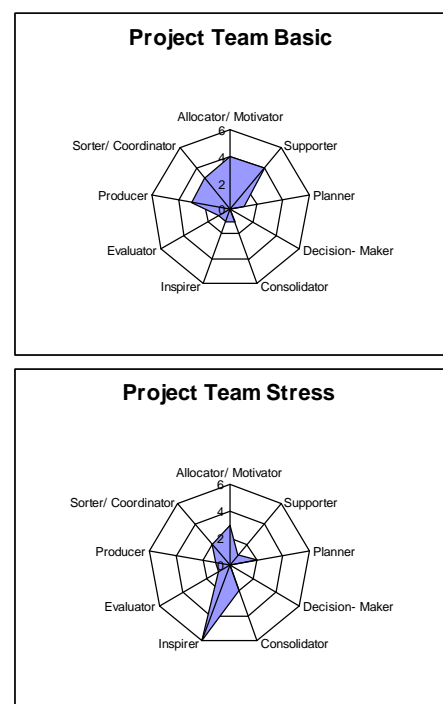 Project Team Basic
Allocator/ Motivator
6
Sorter/ Coordinator
Supporter
4
2
Producer
Planner
0
Evaluator
Decision- Maker
Inspirer
Consolidator
Project Team Stress
Allocator/ Motivator
6
Sorter/ Coordinator
Supporter
4
2
Producer
Planner
0
Evaluator
Decision- Maker
Inspirer
Consolidator